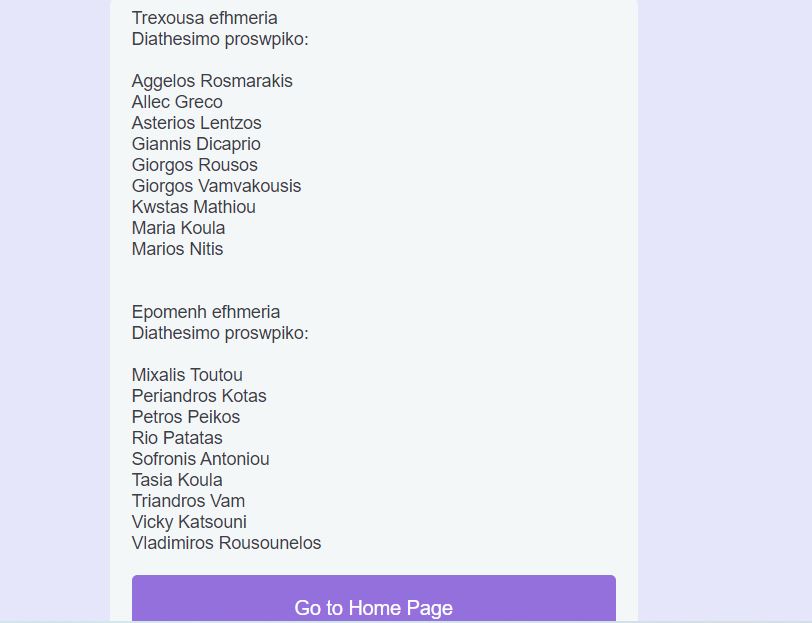 Trexousa efhmeria
Diathesimo proswpiko:
Aggelos Rosmarakis
Allec Greco
Asterios Lentzos
Giannis Dicaprio
Giorgos Rousos
Giorgos Vamvakousis
Kwstas Mathiou
Maria Koula
Marios Nitis
Epomenh efhmeria
Diathesimo proswpiko:
Mixalis Toutou
Periandros Kotas
Petros Peikos
Rio Patatas
Sofronis Antoniou
Tasia Koula
Triandros Vam
Vicky Katsouni
Vladimiros Rousounelos
Go to Home Page